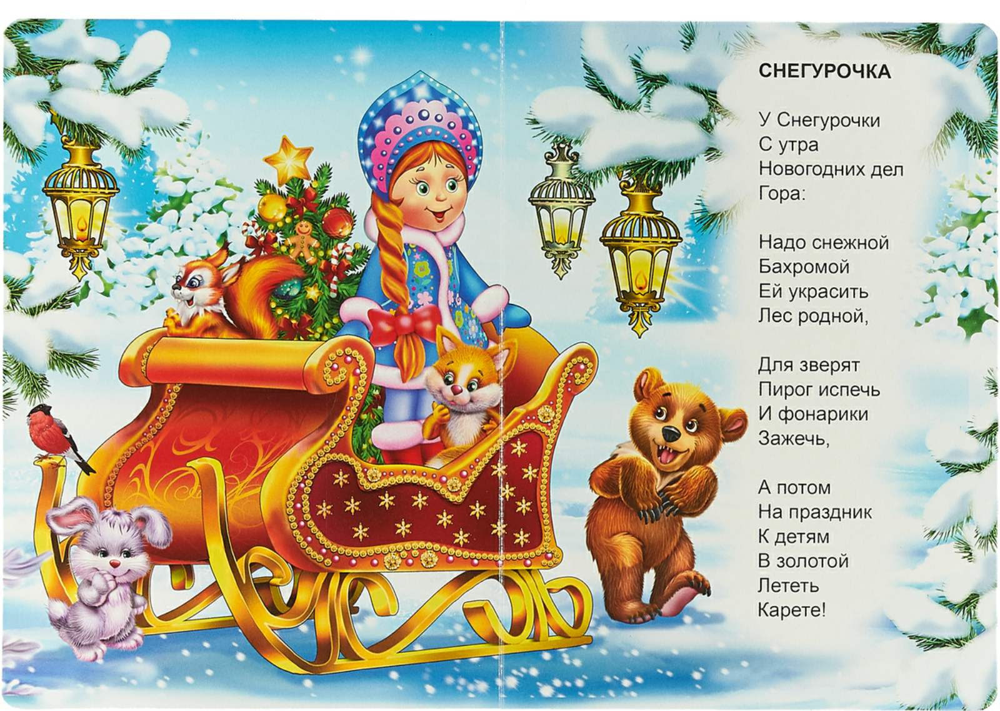 СНЕГУРОЧКА
У Снегурочки
С утра
Новогодних дел
Гора:
Надо снежной
Бахромой
Ей украсить
Лес родной,
Для зверят
Пирог испечь
И фонарики
Зажечь,
А потом
На праздник
К детям
В золотой
Лететь
Карете!